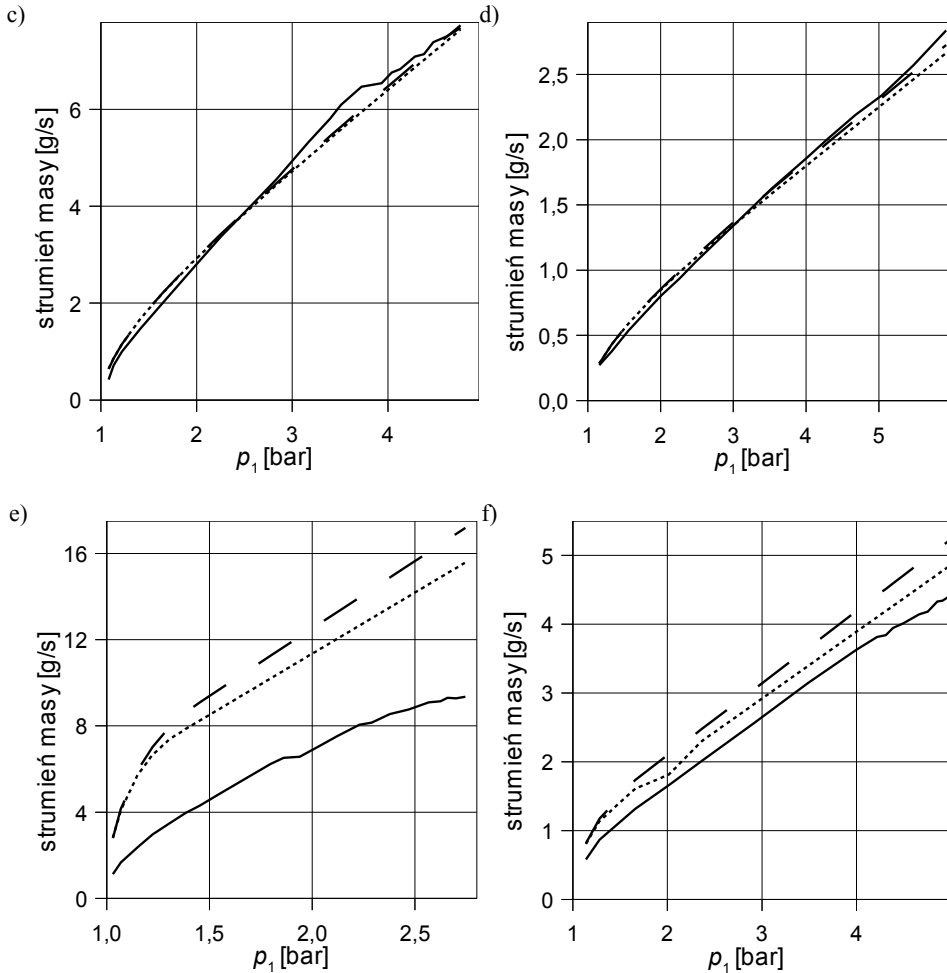 c)
strumień masy [g/s]
6
4
2
0
1 2 3 4
p1 [bar]
d)
strumień masy [g/s]
2,5
2,0
1,5
1,0
0,5
0,0
1 2 3 4 5
p1 [bar]
e)
strumień masy [g/s]
16
12
8
4
0
1,0 1,5 2,0 2,5
p1 [bar]
f)
strumień masy [g/s]
5
4
3
2
1
0
1 2 3 4
p1 [bar]